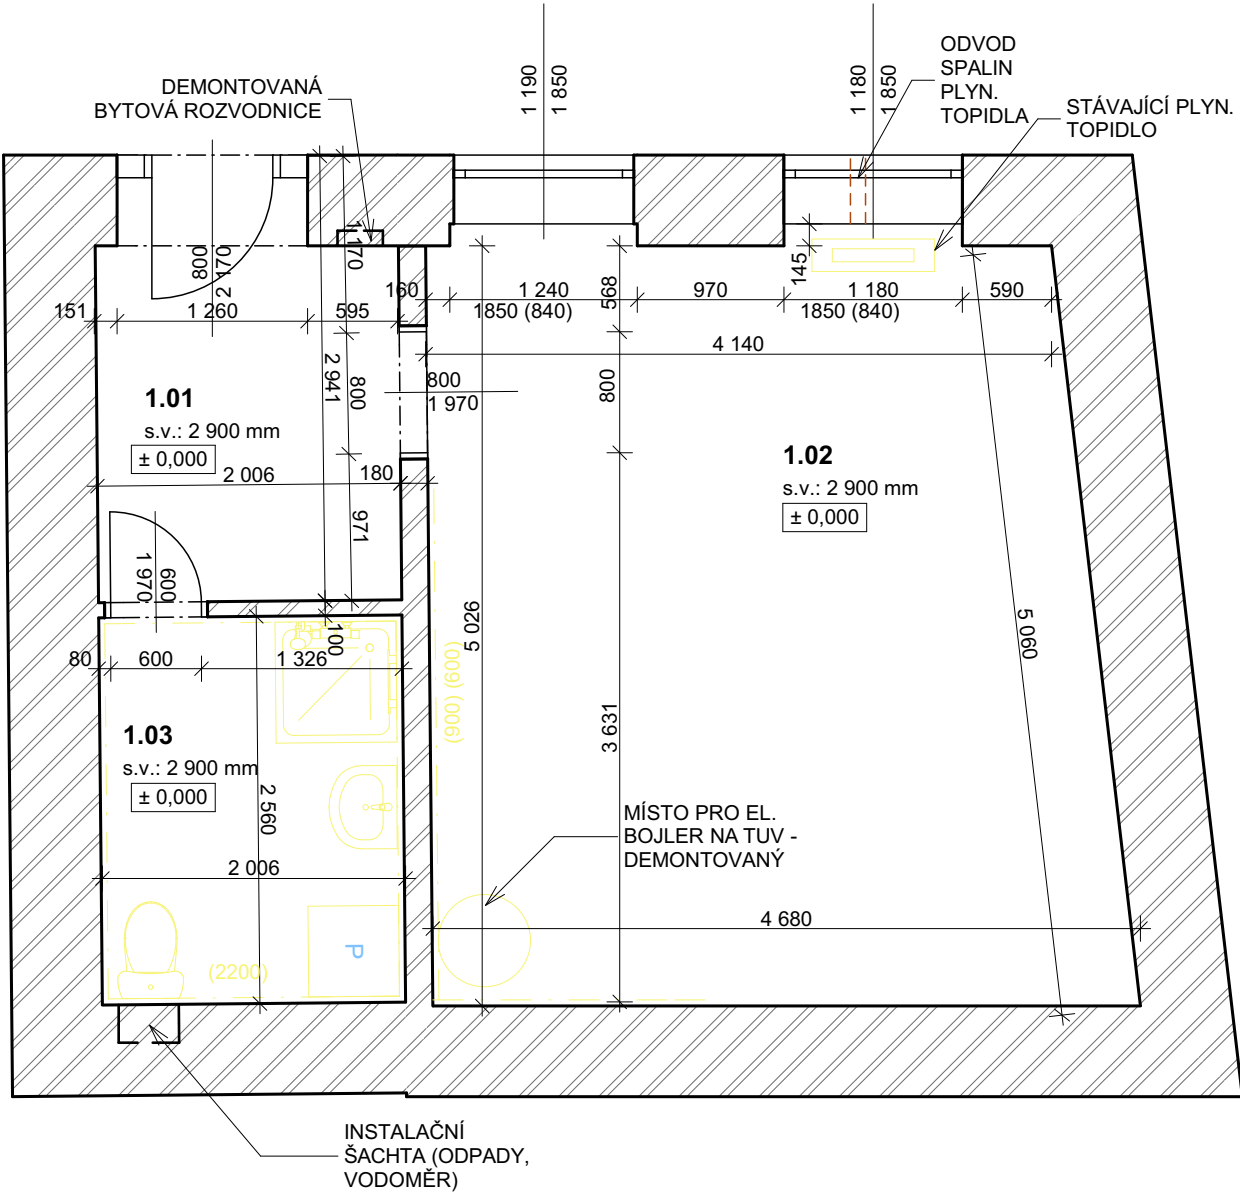 ODVOD
SPALIN
PLYN.
TOPIDLA
STÁVAJÍCÍ PLYN.
TOPIDLO
DEMONTOVANÁ
BYTOVÁ ROZVODNICE
1 190
1 850
1 180
1 850
800
2 170
1 170
145
160
1 240
1850 (840)
568
970
1 180
1850 (840)
590
151
1 260
595
4 140
2 941
800
800
1 970
800
1.01
s.v.: 2 900 mm
± 0,000
2 006
180
971
1.02
s.v.: 2 900 mm
± 0,000
1 970
600
100
5 026
(900) (600)
5 060
80
600
1 326
3 631
1.03
s.v.: 2 900 mm
± 0,000
2 560
2 006
MÍSTO PRO EL.
BOJLER NA TUV -
DEMONTOVANÝ
4 680
P
(2200)
INSTALAČNÍ
ŠACHTA (ODPADY,
VODOMĚR)